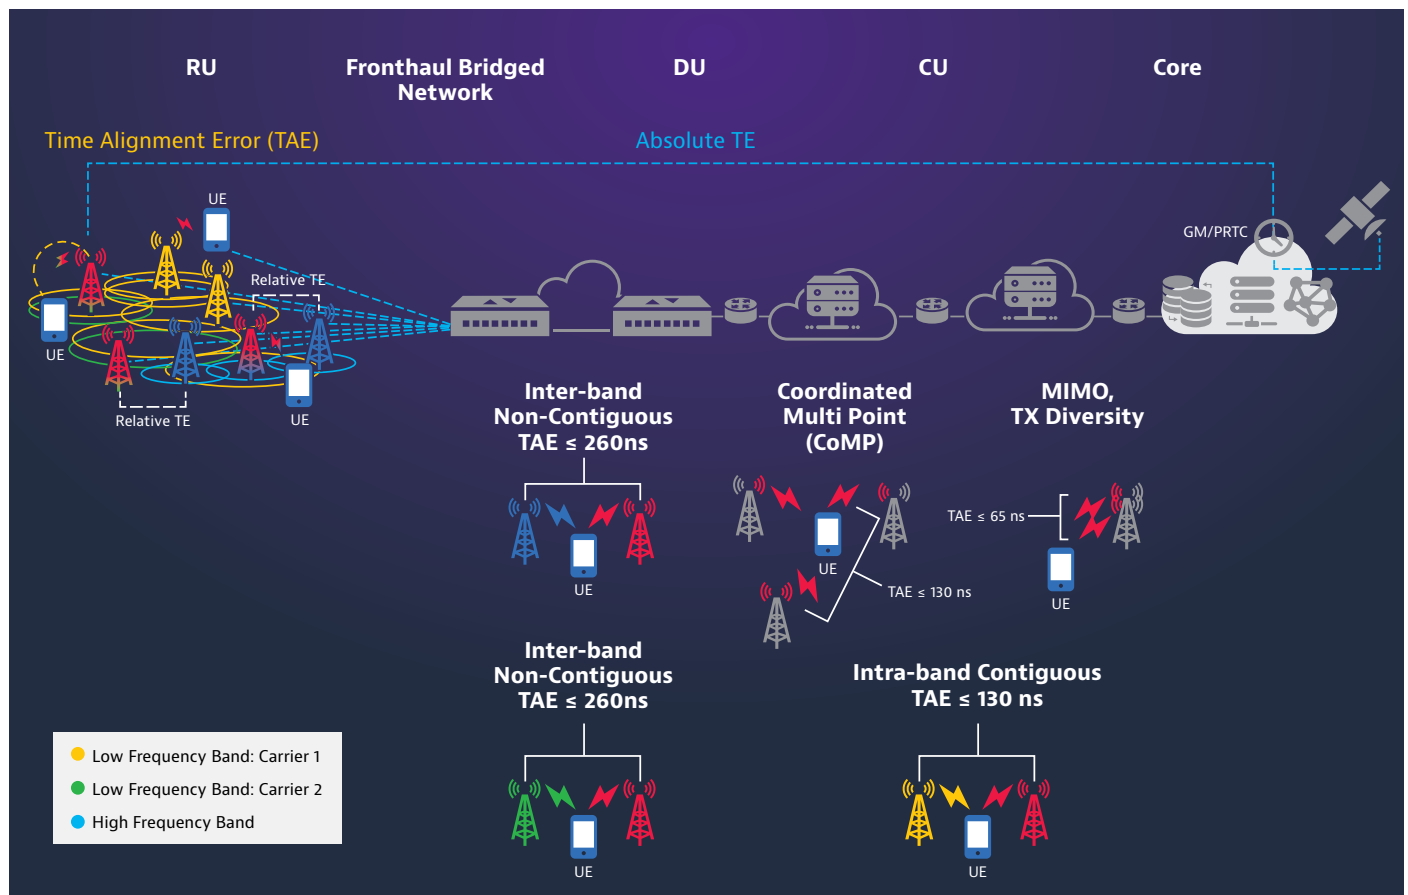 RU
Fronthaul Bridged
Network
DU
CU
Core
Time Alignment Error (TAE)
Absolute TE
UE
GM/PRTC
Relative TE
UE
Relative TE
UE
Inter-band
Non-Contiguous
TAE ≤ 260ns
UE
Coordinated
Multi Point
(CoMP)
UE
TAE ≤ 130 ns
MIMO,
TX Diversity
TAE ≤ 65 ns
UE
Inter-band
Non-Contiguous
TAE ≤ 260ns
UE
Intra-band Contiguous
TAE ≤ 130 ns
UE
Low Frequency Band: Carrier 1
Low Frequency Band: Carrier 2
High Frequency Band